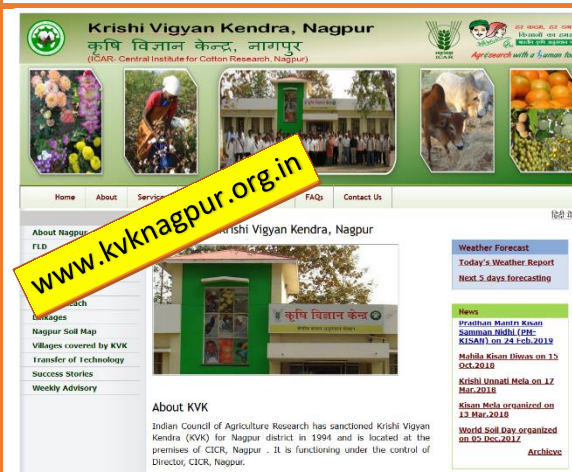 Krishi Vigyan Kendra, Nagpur
कृषि विज्ञान केन्द्र, नागपुर
(ICAR- Central Institute for Cotton Research, Nagpur)
ICAR
हर कदम, हर
किसानों का
Agrisearch with a human
Home About FAQs Contact Us
हिंदी
www.kvknagpur.org.in
Krishi Vigyan Kendra, Nagpur
About Nagpur
FLD
Linkages
Nagpur Soil Map
Villages covered by KVK
Transfer of Technology
Success Stories
Weekly Advisory
कृषि विज्ञान केन्द्र
About KVK
Indian Council of Agriculture Research has sanctioned Krishi Vigyan
Kendra (KVK) for Nagpur district in 1994 and is located at the
premises of CICR, Nagpur . It is functioning under the control of
Director, CICR, Nagpur.
Weather Forecast
Today's Weather Report
Next 5 days forecasting
News
Pradhan Mantri Kisan
Samman Nidhi (PM-
KISAN) on 24 Feb.2019
Mahila Kisan Diwas on 15
Oct.2018
Krishi Unnati Mela on 17
Mar.2018
Kisan Mela organized on
13 Mar.2018
World Soil Day organized
on 05 Dec.2017
Archieve